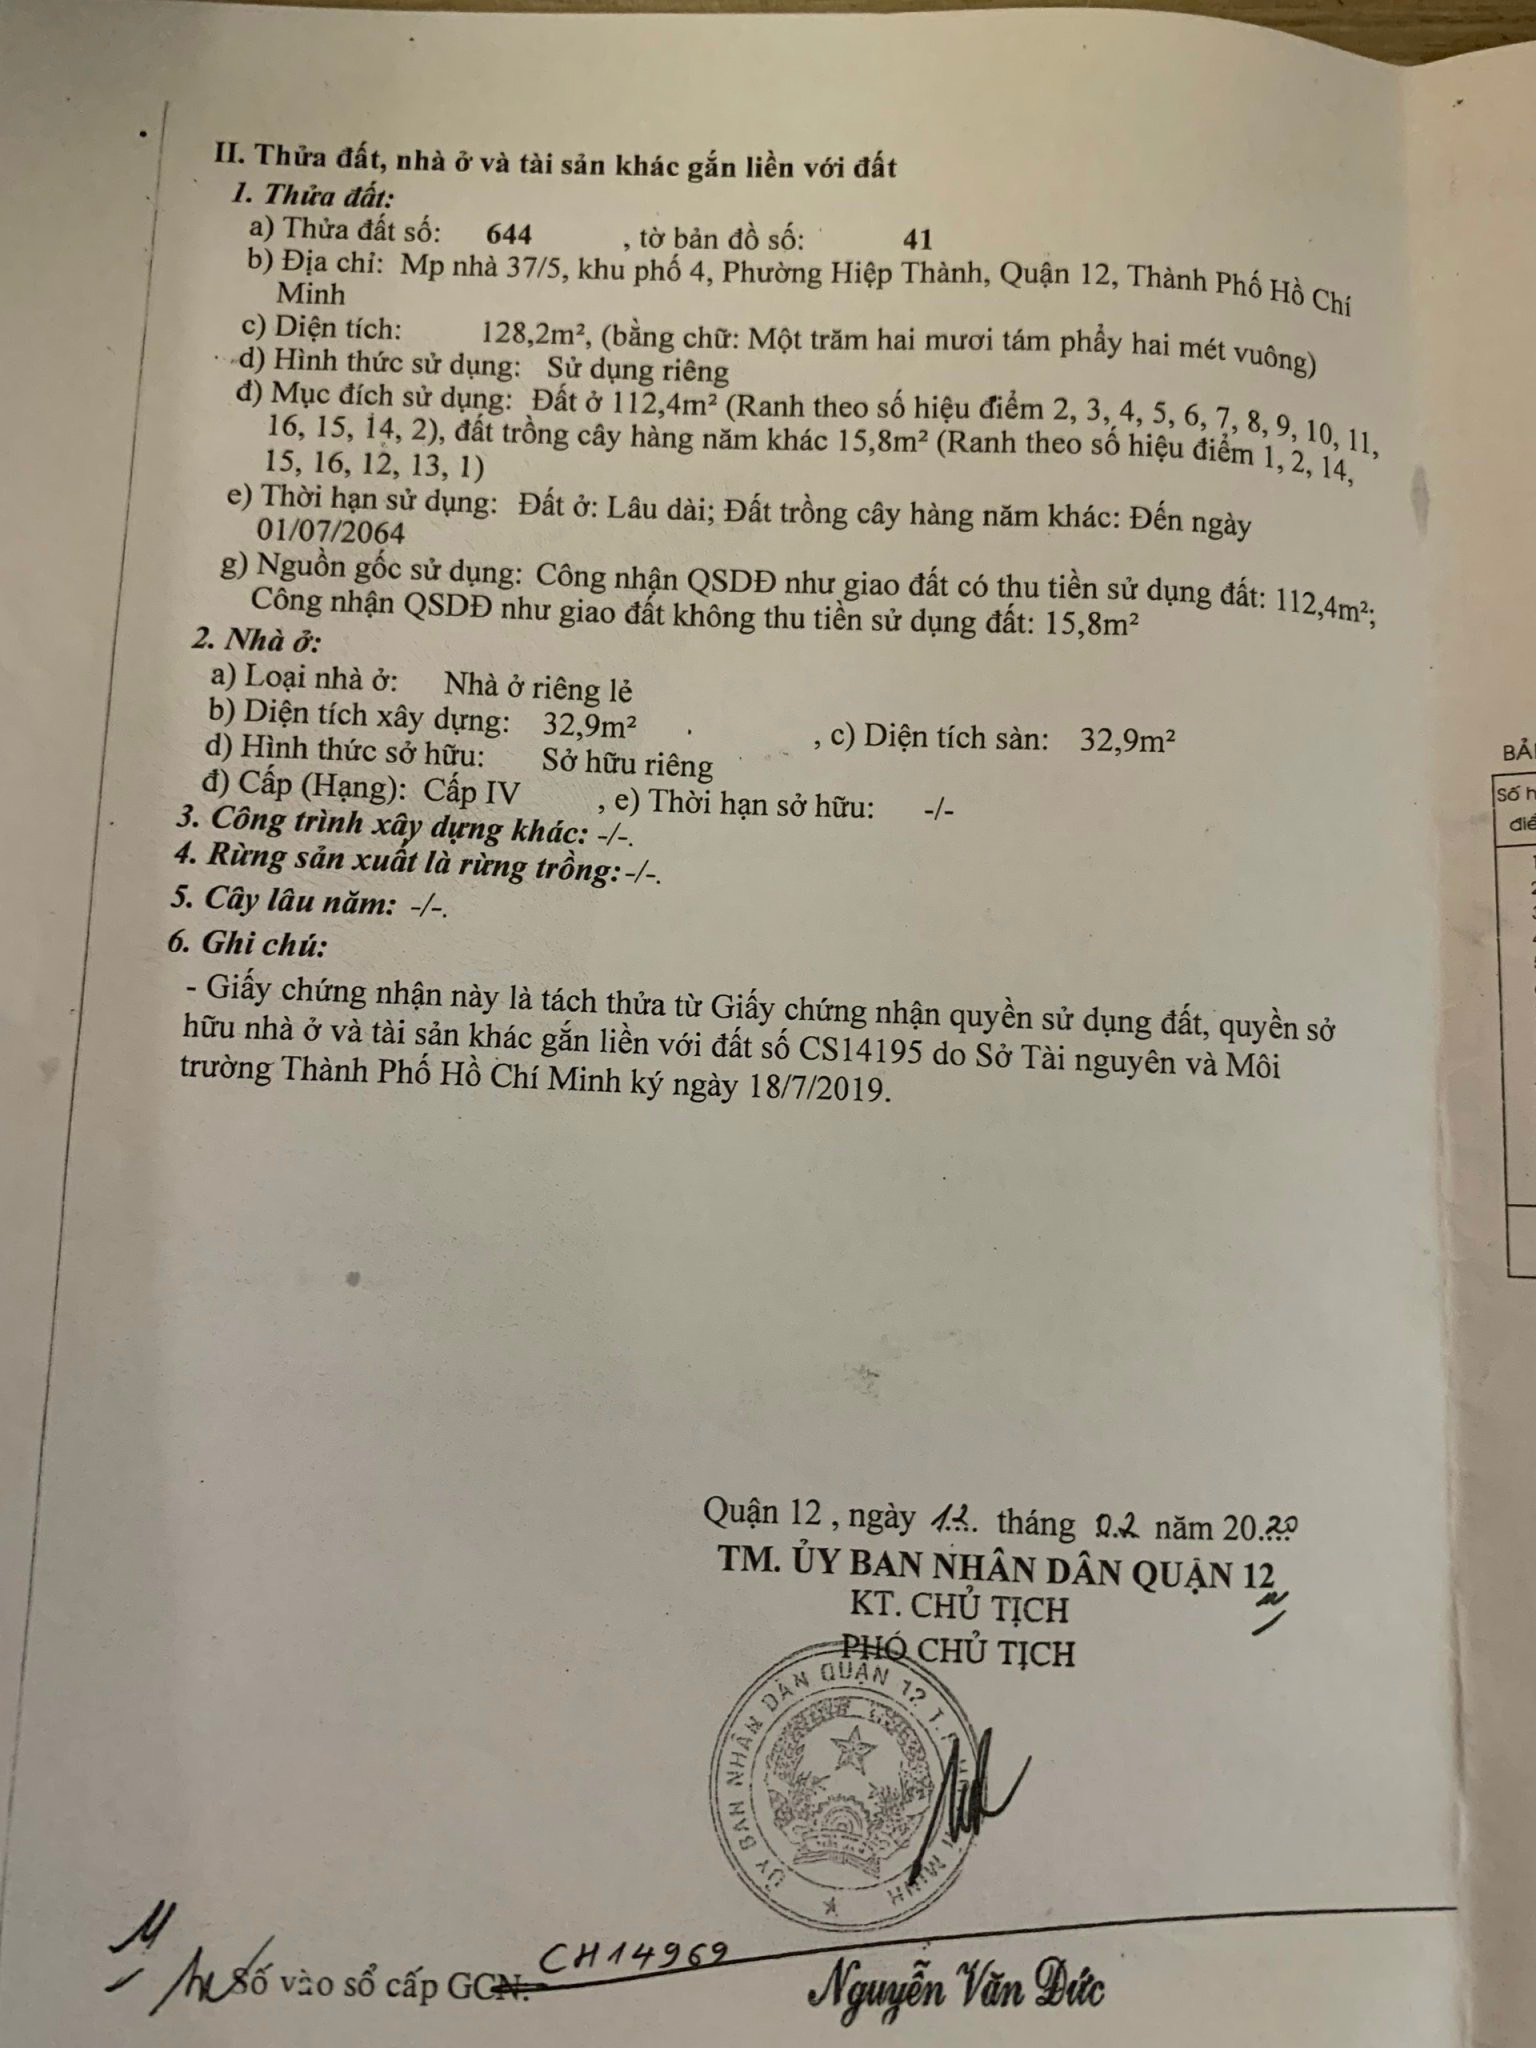 II. Thửa đất, nhà ở và tài sản khác gắn liền với đất
1. Thửa đất:
a) Thửa đất số: 644 , tờ bản đồ số: 41
b) Địa chỉ: Mp nhà 37/5, khu phố 4, Phường Hiệp Thành, Quận 12, Thành Phố Hồ Chí
Minh
c) Diện tích: 128,2m², (bằng chữ: Một trăm hai mươi tám phẩy hai mét vuông)
d) Hình thức sử dụng: Sử dụng riêng
đ) Mục đích sử dụng: Đất ở 112,4m² (Ranh theo số hiệu điểm 2, 3, 4, 5, 6, 7, 8, 9, 10, 11,
16, 15, 14, 2), đất trồng cây hàng năm khác 15,8m² (Ranh theo số hiệu điểm 1, 2, 14,
15, 16, 12, 13, 1)
e) Thời hạn sử dụng: Đất ở: Lâu dài; Đất trồng cây hàng năm khác: Đến ngày
01/07/2064
g) Nguồn gốc sử dụng: Công nhận QSDĐ như giao đất có thu tiền sử dụng đất: 112,4m²;
Công nhận QSDĐ như giao đất không thu tiền sử dụng đất: 15,8m²
2. Nhà ở:
a) Loại nhà ở: Nhà ở riêng lẻ
b) Diện tích xây dựng: 32,9m² , c) Diện tích sàn: 32,9m²
d) Hình thức sở hữu: Sở hữu riêng
đ) Cấp (Hạng): Cấp IV , e) Thời hạn sở hữu: -/-
3. Công trình xây dựng khác: -/-.
4. Rừng sản xuất là rừng trồng: -/-.
5. Cây lâu năm: -/-.
6. Ghi chú:
- Giấy chứng nhận này là tách thửa từ Giấy chứng nhận quyền sử dụng đất, quyền sở
hữu nhà ở và tài sản khác gắn liền với đất số CS14195 do Sở Tài nguyên và Môi
trường Thành Phố Hồ Chí Minh ký ngày 18/7/2019.
Quận 12 , ngày 12 tháng 02 năm 2020
TM. ỦY BAN NHÂN DÂN QUẬN 12
KT. CHỦ TỊCH
PHÓ CHỦ TỊCH
ỦY BAN NHÂN DÂN QUẬN 12 MINH
Số vào sổ cấp GCN: CH14969
Nguyễn Văn Đức
BẢ
Số h
điể